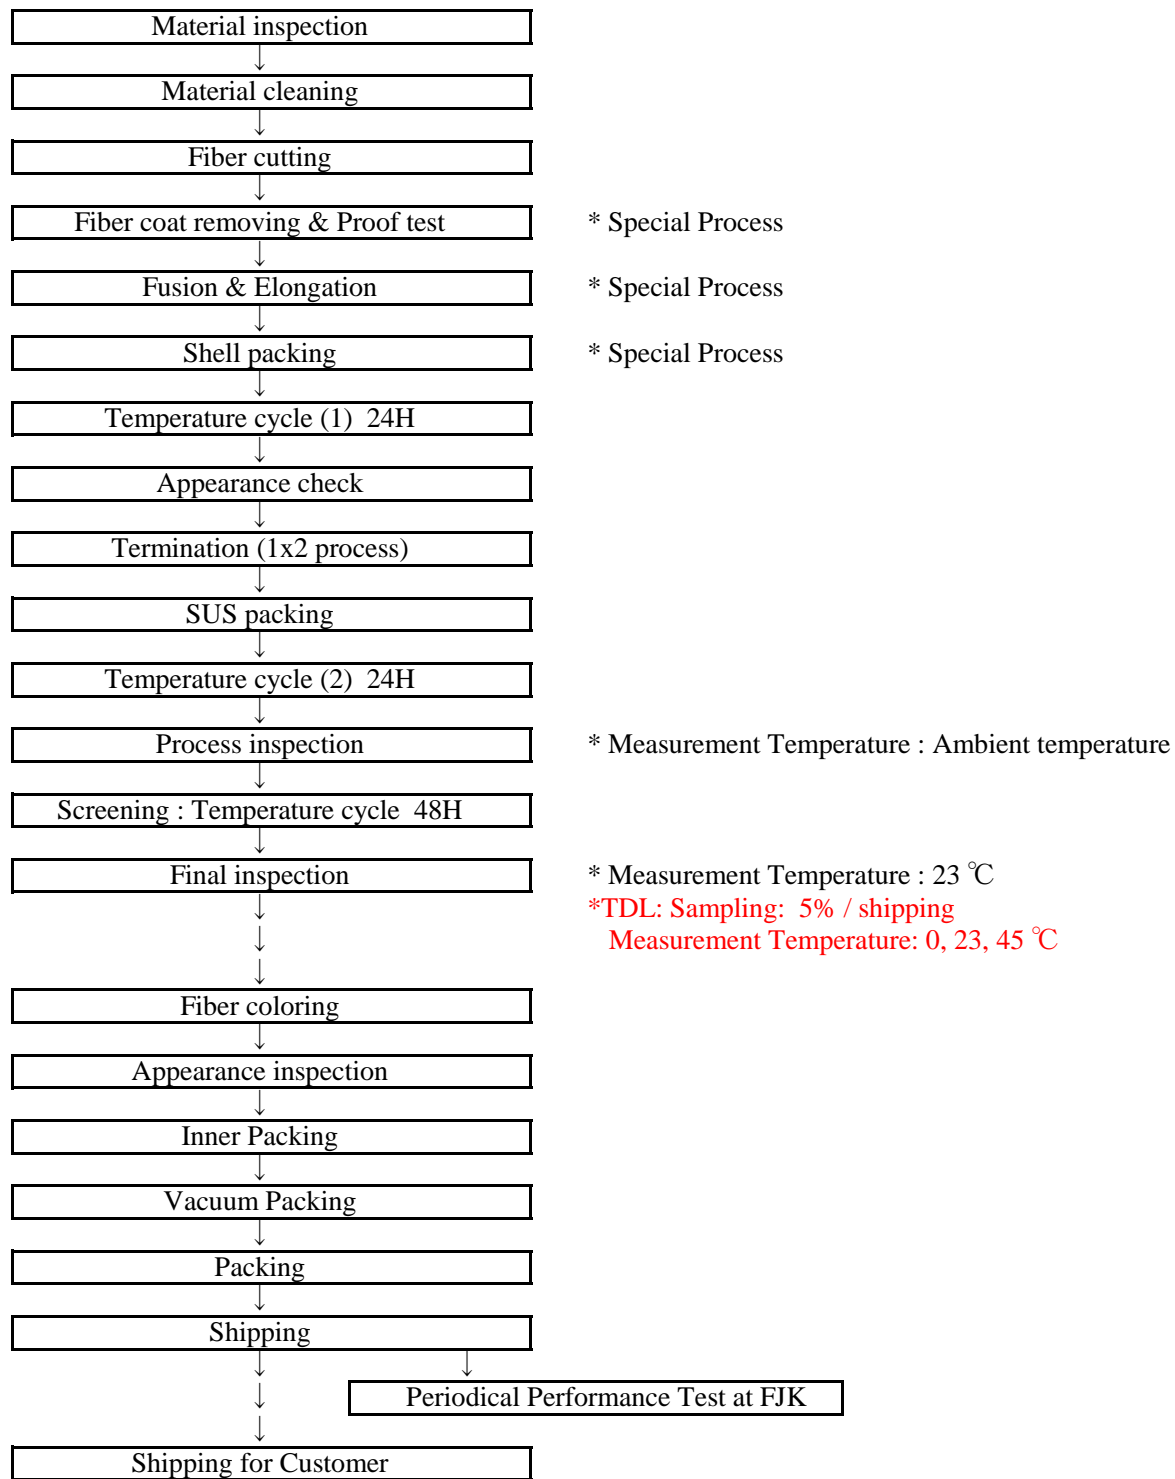 Material inspection
↓
Material cleaning
↓
Fiber cutting
↓
Fiber coat removing & Proof test * Special Process
↓
Fusion & Elongation * Special Process
↓
Shell packing * Special Process
↓
Temperature cycle (1) 24H
↓
Appearance check
↓
Termination (1x2 process)
↓
SUS packing
↓
Temperature cycle (2) 24H
↓
Process inspection * Measurement Temperature : Ambient temperature
↓
Screening : Temperature cycle 48H
↓
Final inspection * Measurement Temperature : 23 ℃
↓ *TDL: Sampling: 5% / shipping
↓ Measurement Temperature: 0, 23, 45 ℃
↓
Fiber coloring
↓
Appearance inspection
↓
Inner Packing
↓
Vacuum Packing
↓
Packing
↓
Shipping
↓ ↓
↓ Periodical Performance Test at FJK
↓
Shipping for Customer